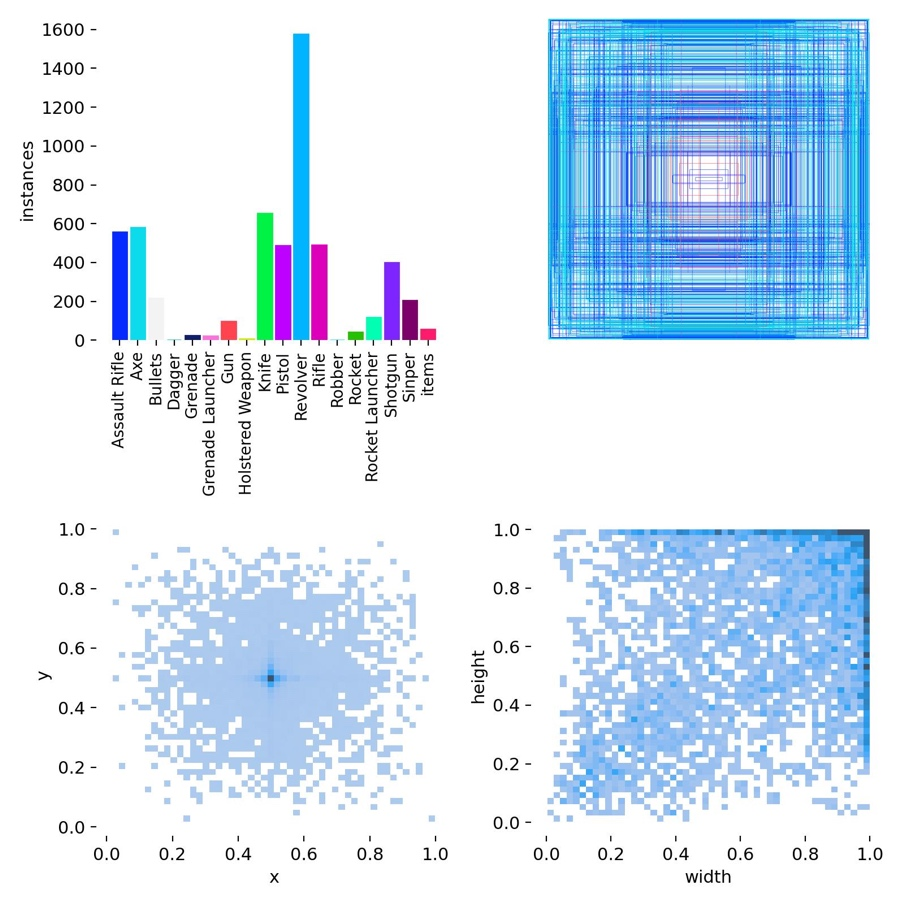 1600
1400
1200
1000
800
600
400
200
0
instances
Assault Rifle
Axe
Bullets
Dagger
Grenade
Grenade Launcher
Gun
Holstered Weapon
Knife
Pistol
Revolver
Rifle
Robber
Rocket
Rocket Launcher
Shotgun
Sinper
items
1.0
0.8
0.6
0.4
0.2
0.0
y
0.0 0.2 0.4 0.6 0.8 1.0
x
1.0
0.8
0.6
0.4
0.2
0.0
height
0.0 0.2 0.4 0.6 0.8 1.0
width